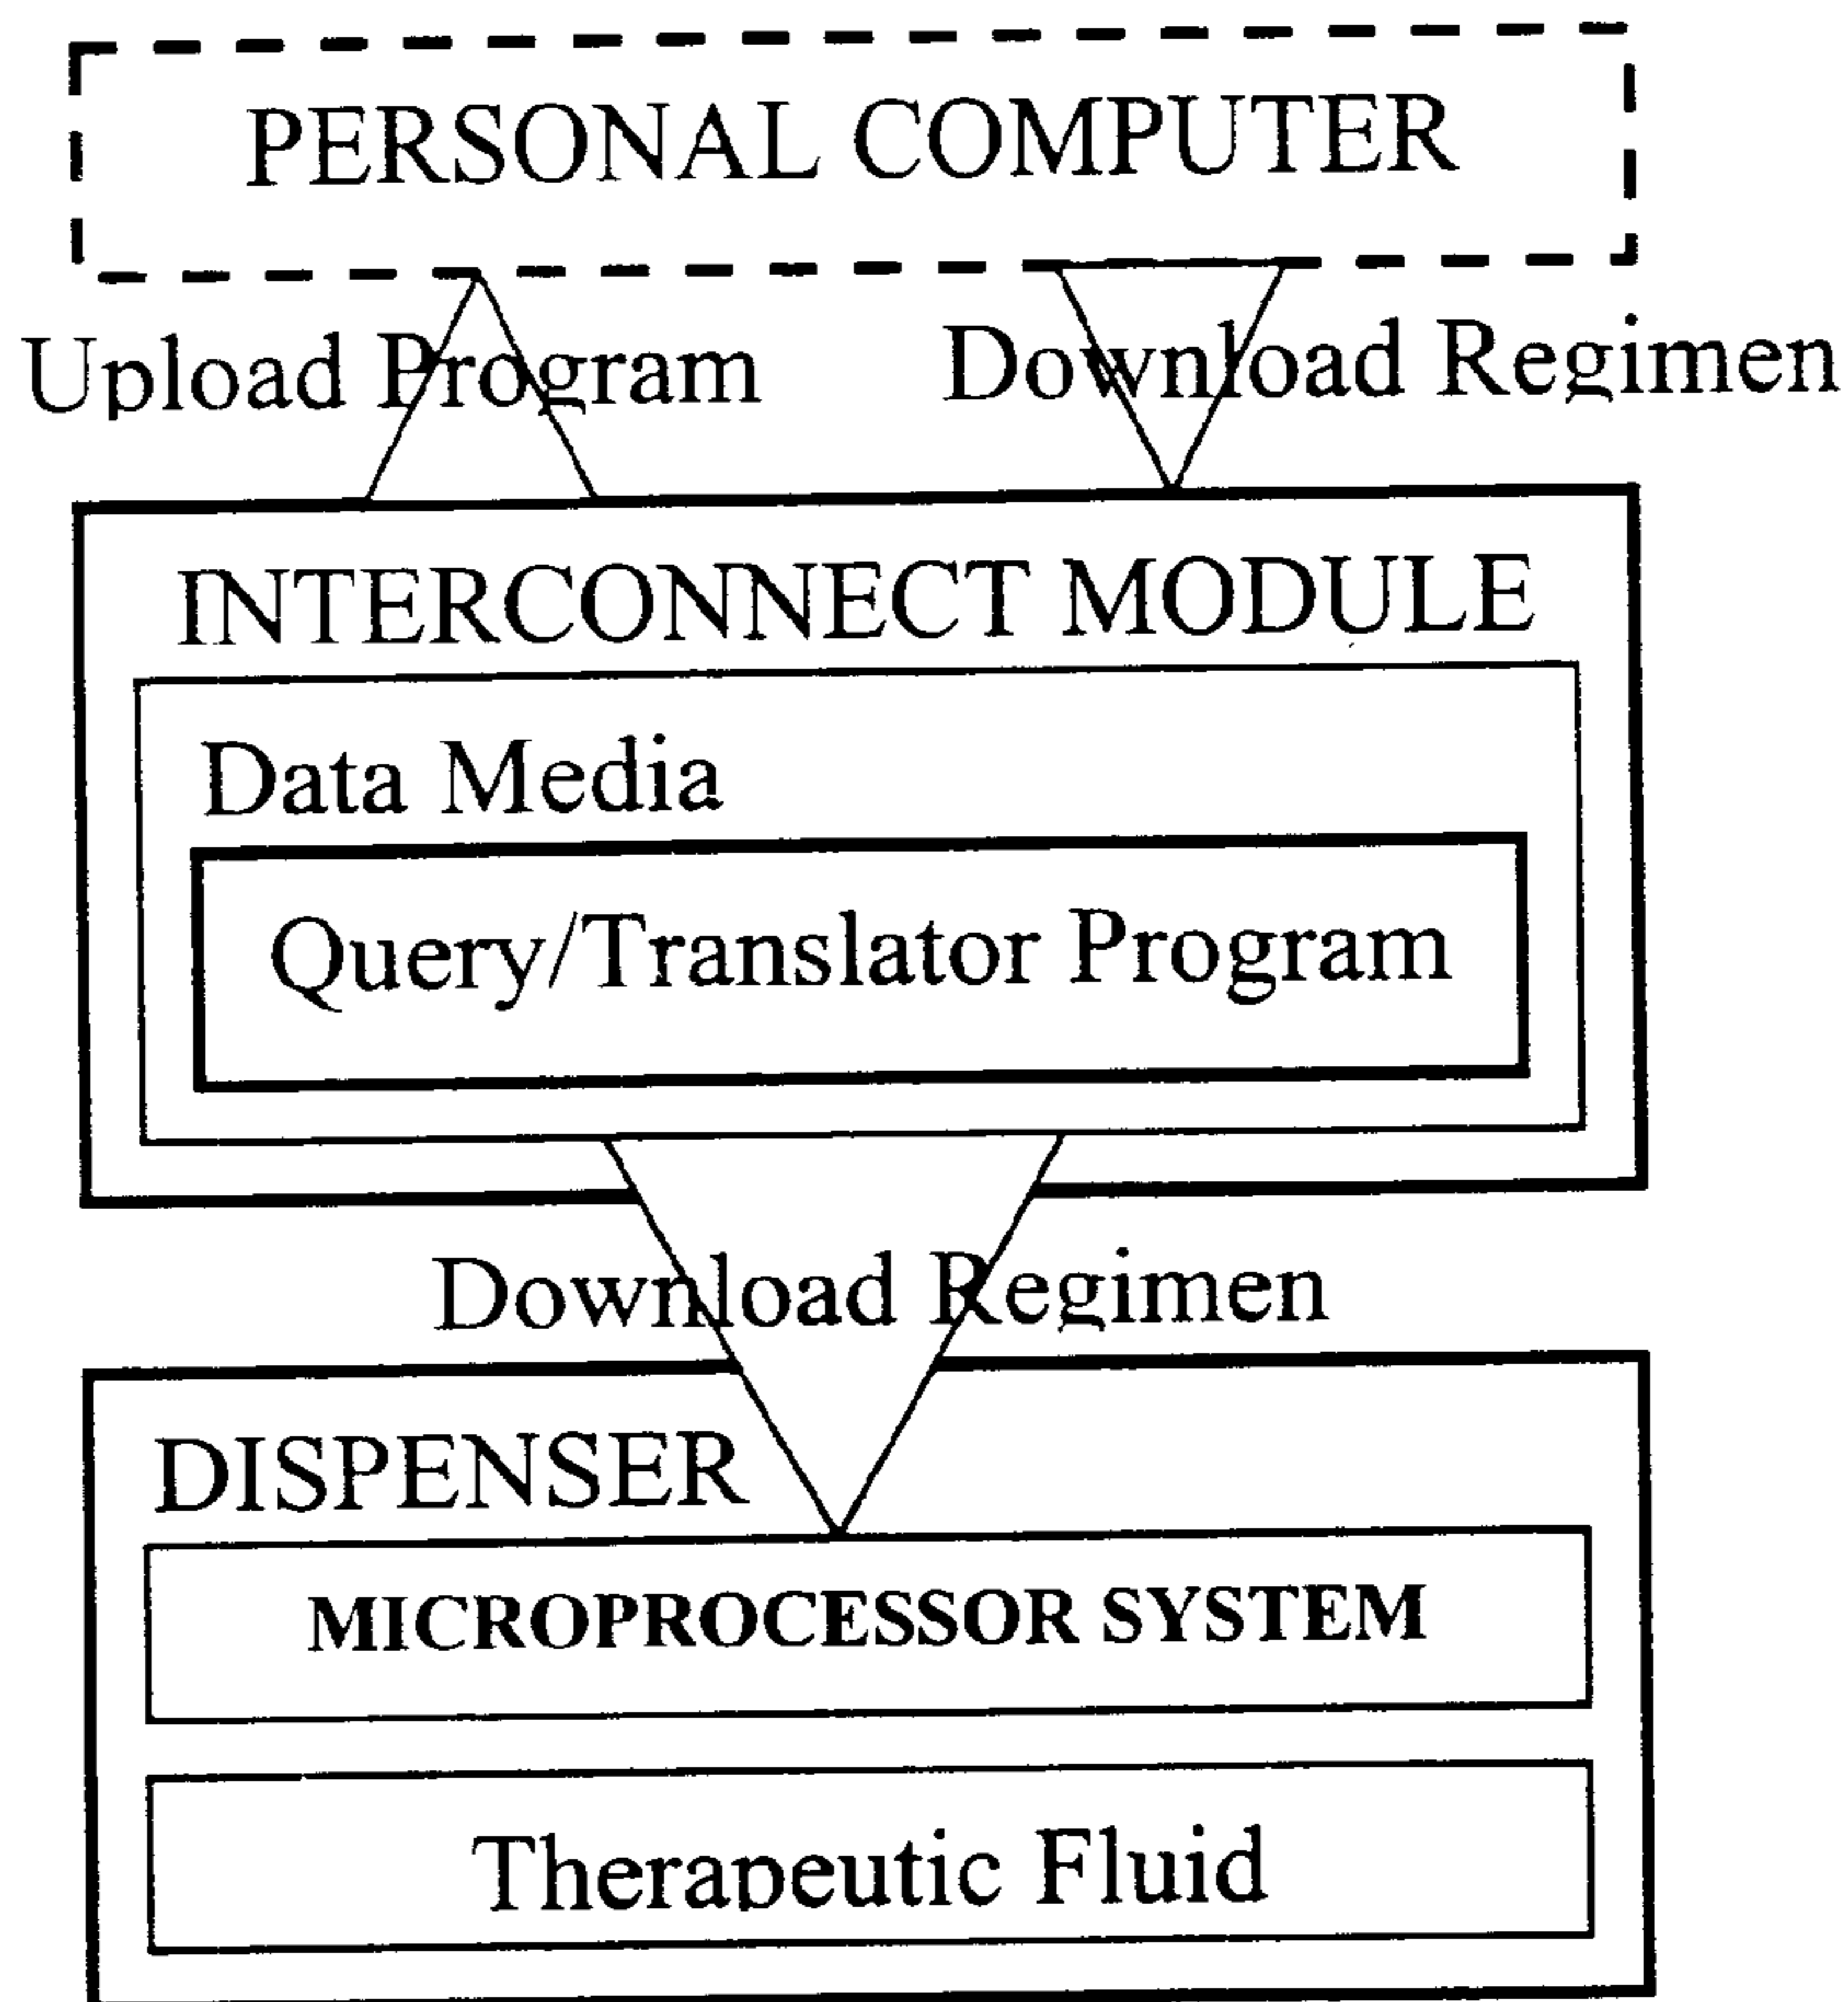 PERSONAL COMPUTER
Upload Program Download Regimen
INTERCONNECT MODULE
Data Media
Query/Translator Program
Download Regimen
DISPENSER
MICROPROCESSOR SYSTEM
Therapeutic Fluid